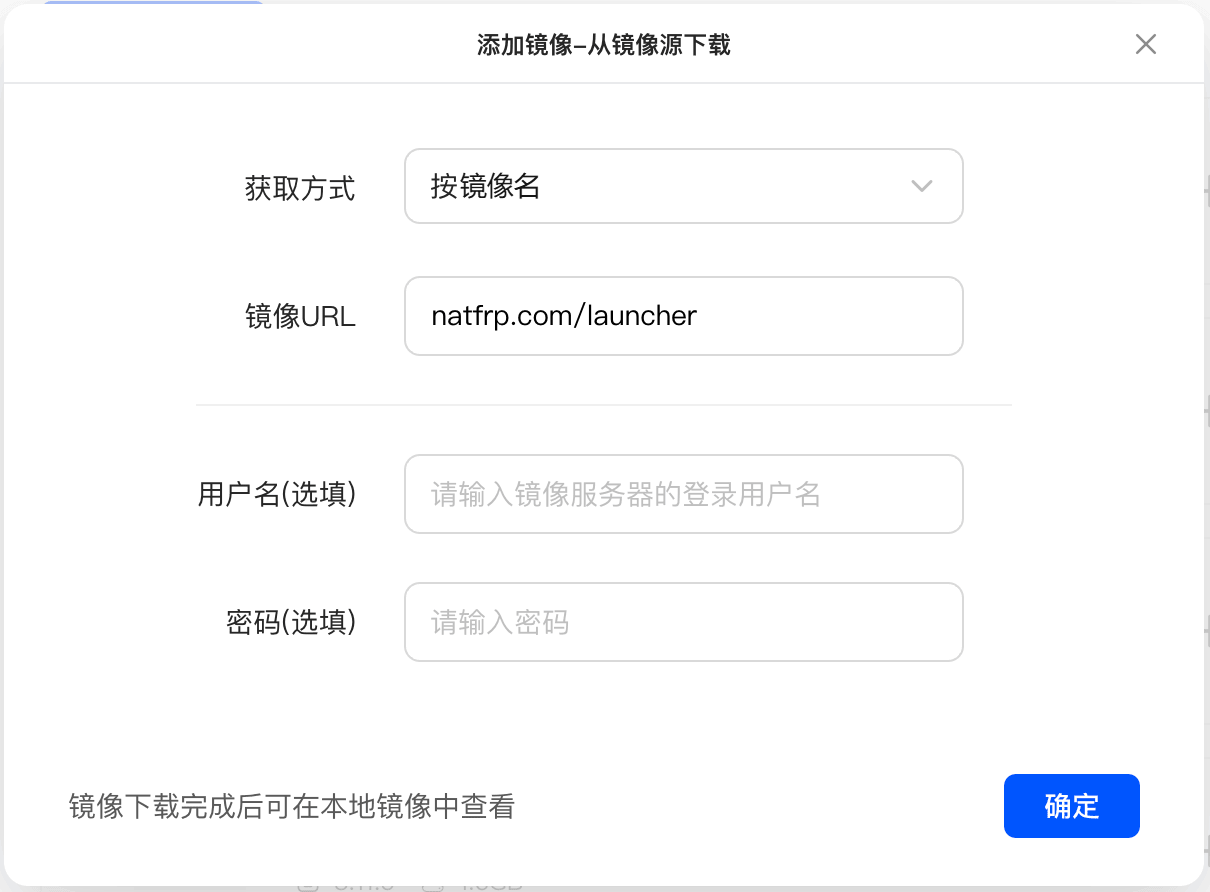 添加镜像-从镜像源下载
获取方式
按镜像名
镜像URL
natfrp.com/launcher
用户名(选填)
请输入镜像服务器的登录用户名
密码(选填)
请输入密码
镜像下载完成后可在本地镜像中查看
确定